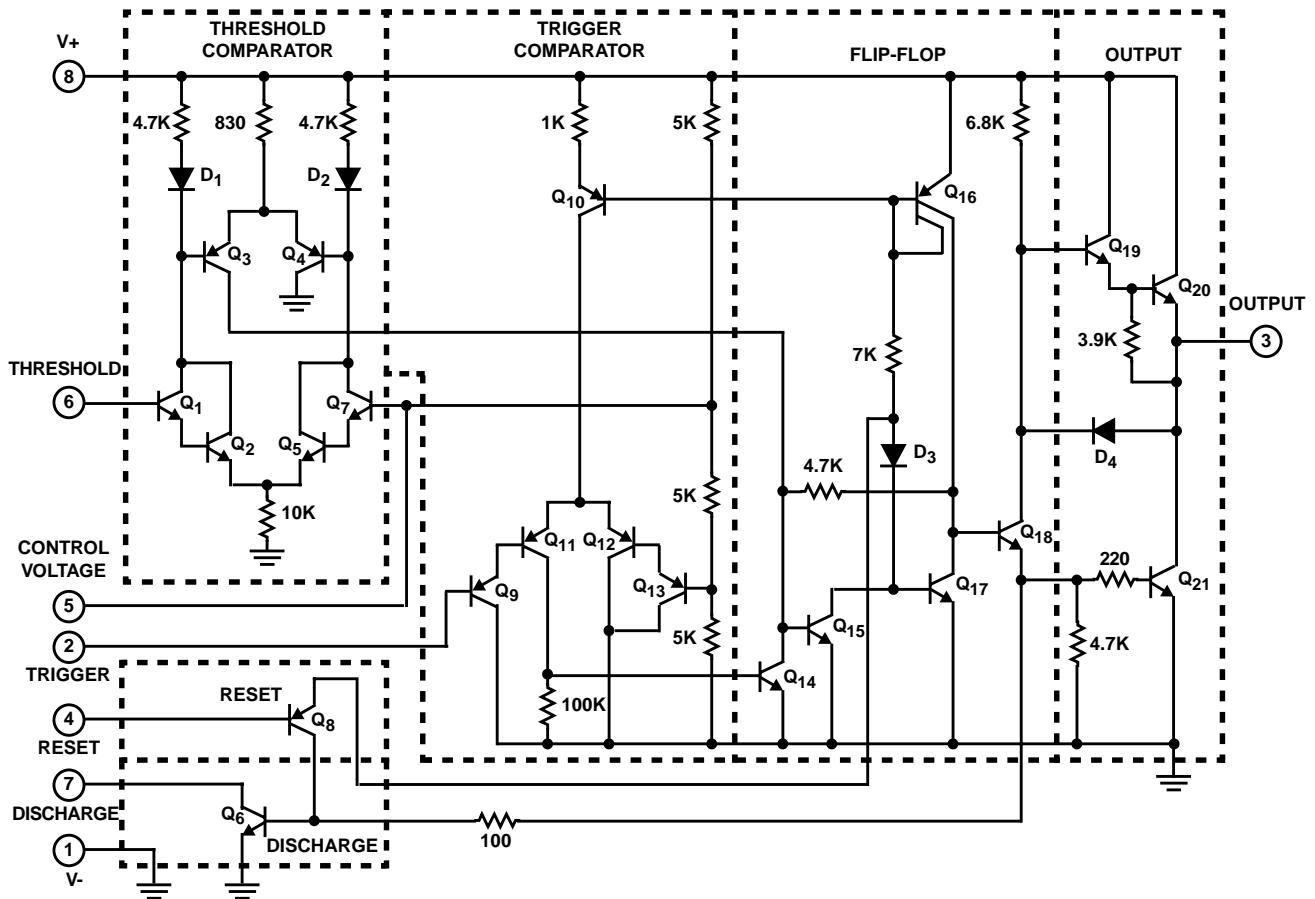 THRESHOLD
COMPARATOR
TRIGGER
COMPARATOR
FLIP-FLOP
OUTPUT
V+
8
4.7K
830
4.7K
1K
5K
6.8K
D1
D2
Q10
Q16
Q3
Q4
Q19
Q20
OUTPUT
3
3.9K
7K
THRESHOLD
6
Q1
Q7
Q2
Q5
D3
D4
4.7K
5K
10K
Q11
Q12
Q18
220
CONTROL
VOLTAGE
5
Q9
Q13
Q17
Q21
Q15
5K
4.7K
2
TRIGGER
Q14
RESET
100K
4
RESET
Q8
7
DISCHARGE
Q6
DISCHARGE
100
1
V-